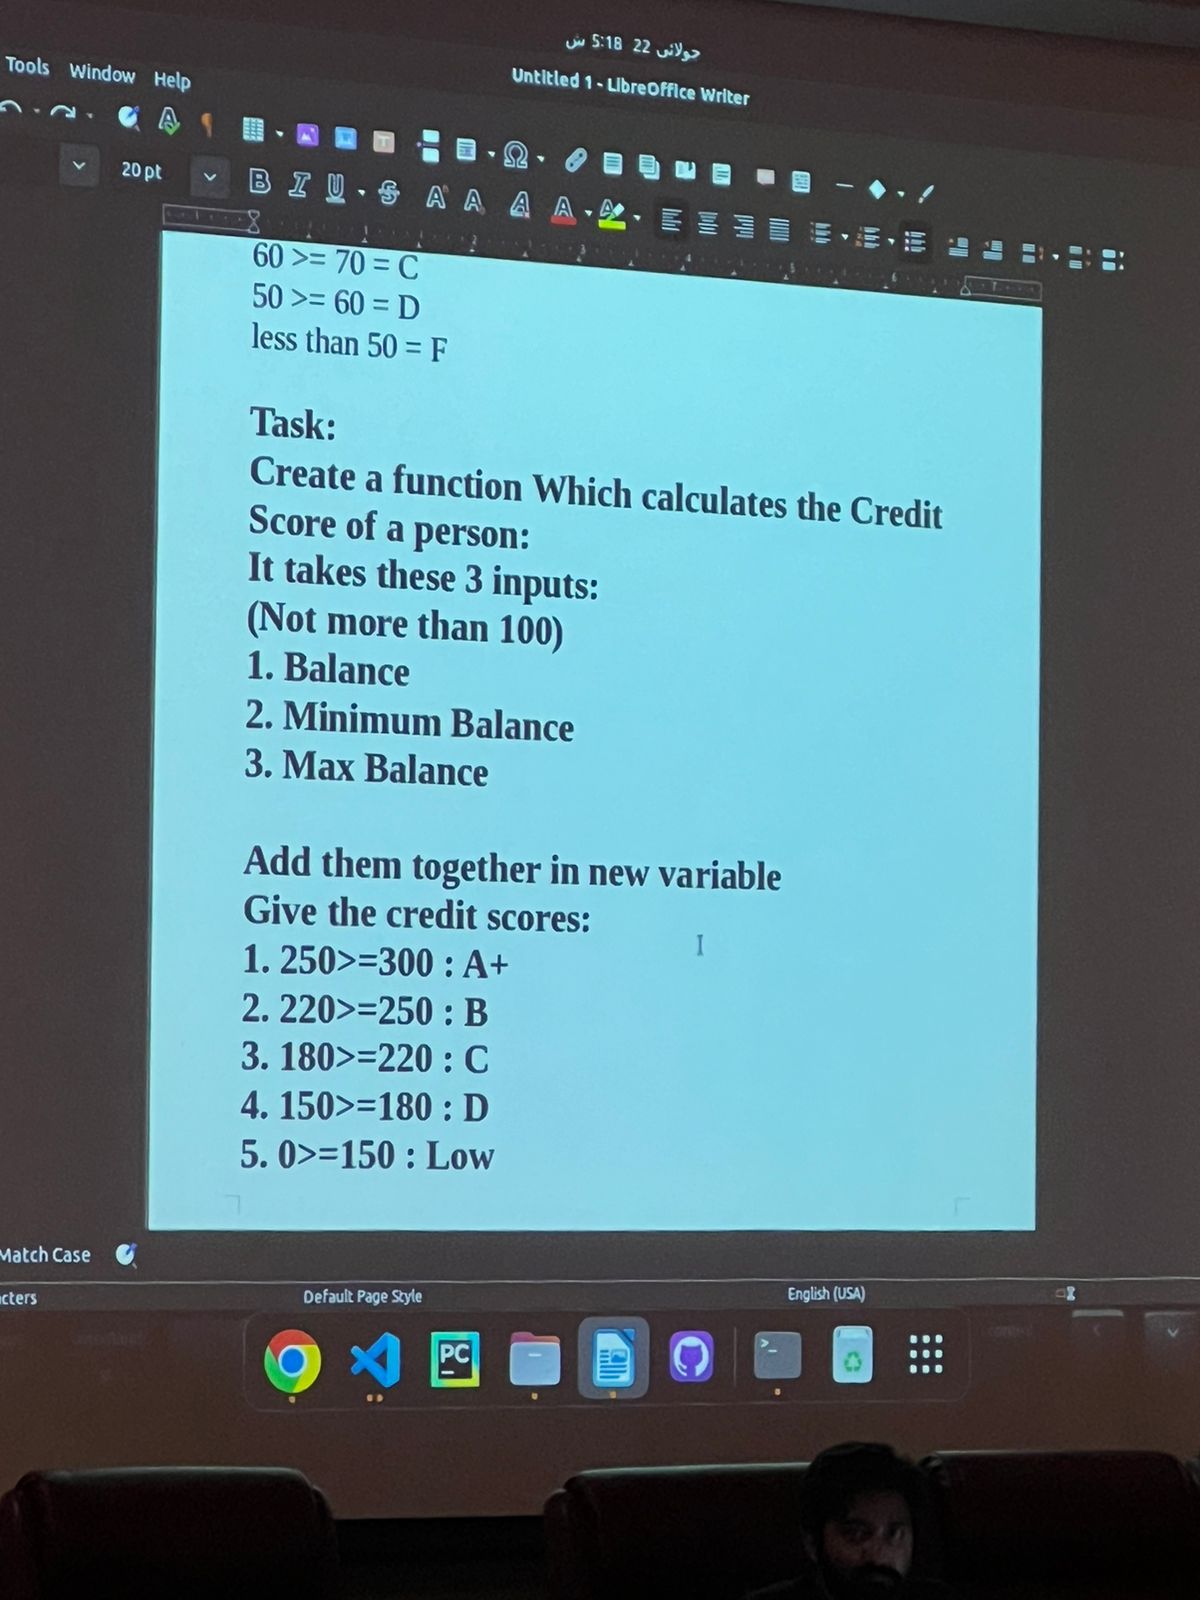 جولائی 22 5:18 ش
Untitled 1 - LibreOffice Writer
Tools Window Help
20 pt
60 >= 70 = C
50 >= 60 = D
less than 50 = F
Task:
Create a function Which calculates the Credit
Score of a person:
It takes these 3 inputs:
(Not more than 100)
1. Balance
2. Minimum Balance
3. Max Balance
Add them together in new variable
Give the credit scores:
1. 250>=300 : A+
2. 220>=250 : B
3. 180>=220 : C
4. 150>=180 : D
5. 0>=150 : Low
Match Case
Default Page Style English (USA)
PC